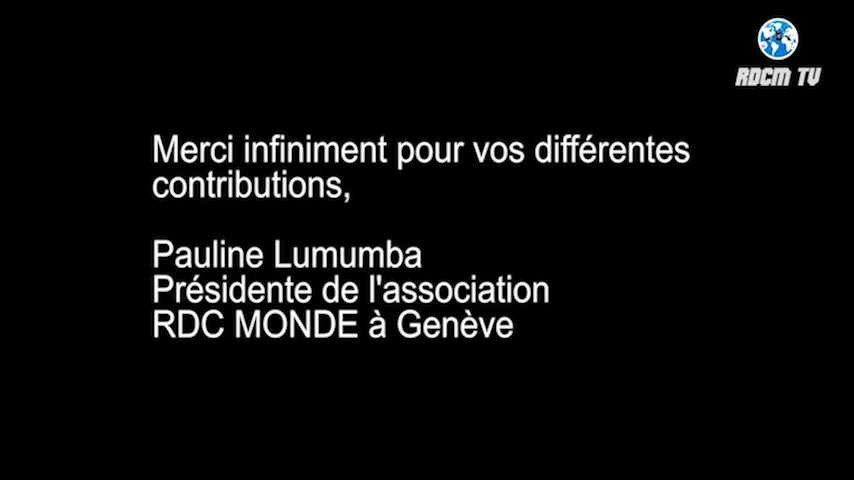 RDCM TV
Merci infiniment pour vos différentes
contributions,
Pauline Lumumba
Présidente de l'association
RDC MONDE à Genève